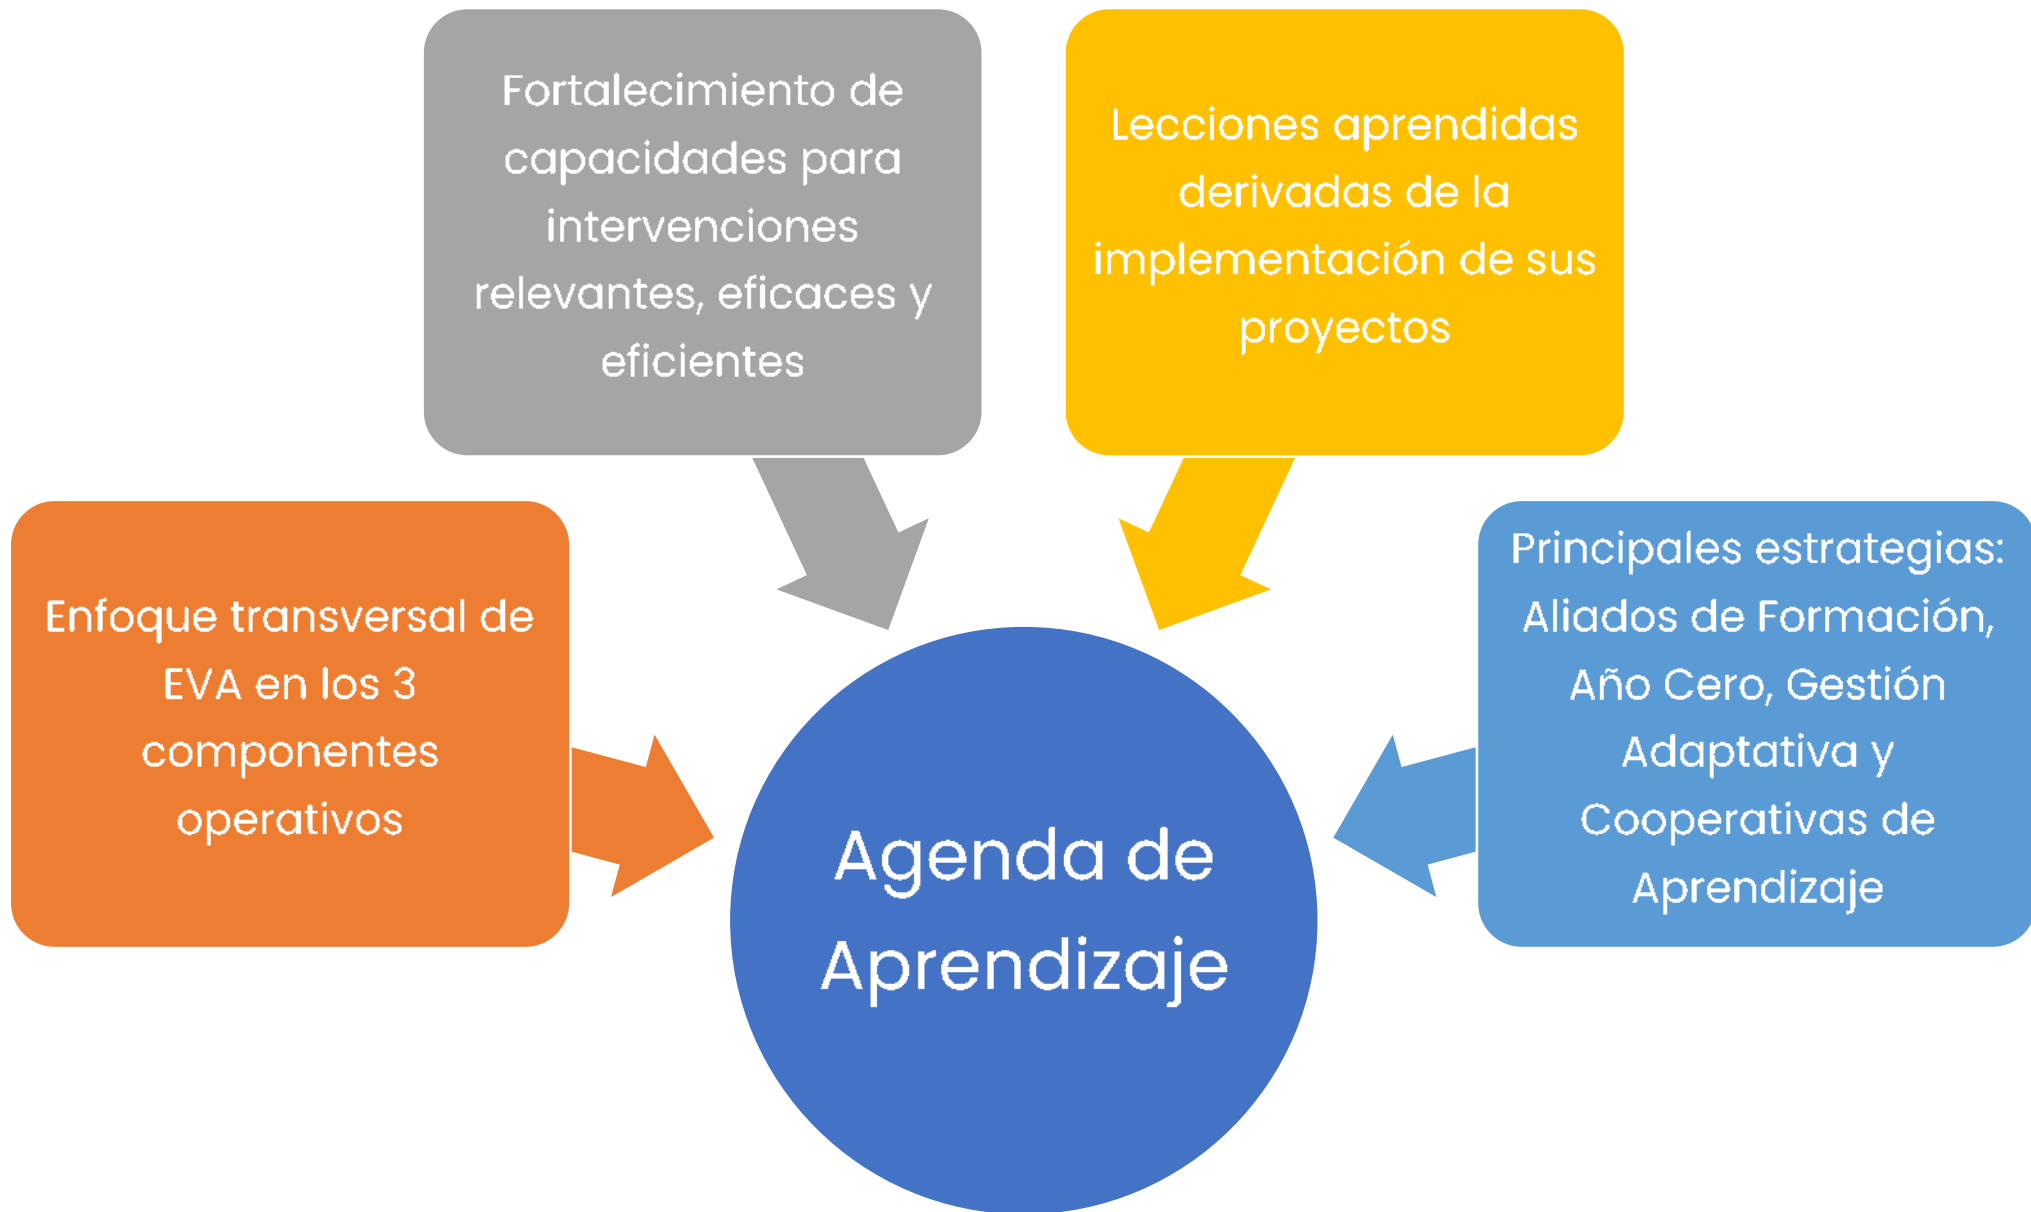 Fortalecimiento de
capacidades para
intervenciones
relevantes, eficaces y
eficientes
Lecciones aprendidas
derivadas de la
implementación de sus
proyectos
Enfoque transversal de
EVA en los 3
componentes
operativos
Principales estrategias:
Aliados de Formación,
Año Cero, Gestión
Adaptativa y
Cooperativas de
Aprendizaje
Agenda de
Aprendizaje